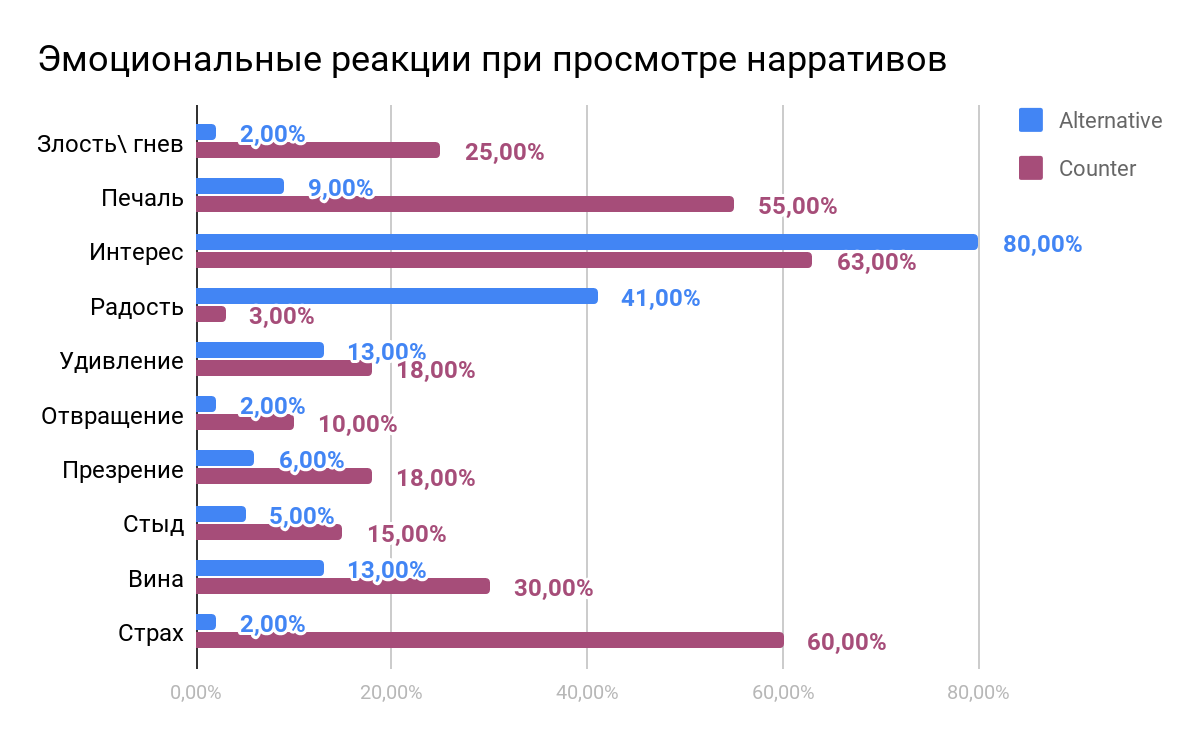 Эмоциональные реакции при просмотре нарративов
Alternative
Counter
Злость\ гнев
2,00%
25,00%
Печаль
9,00%
55,00%
Интерес
80,00%
63,00%
Радость
41,00%
3,00%
Удивление
13,00%
18,00%
Отвращение
2,00%
10,00%
Презрение
6,00%
18,00%
Стыд
5,00%
15,00%
Вина
13,00%
30,00%
Страх
2,00%
60,00%
0,00% 20,00% 40,00% 60,00% 80,00%